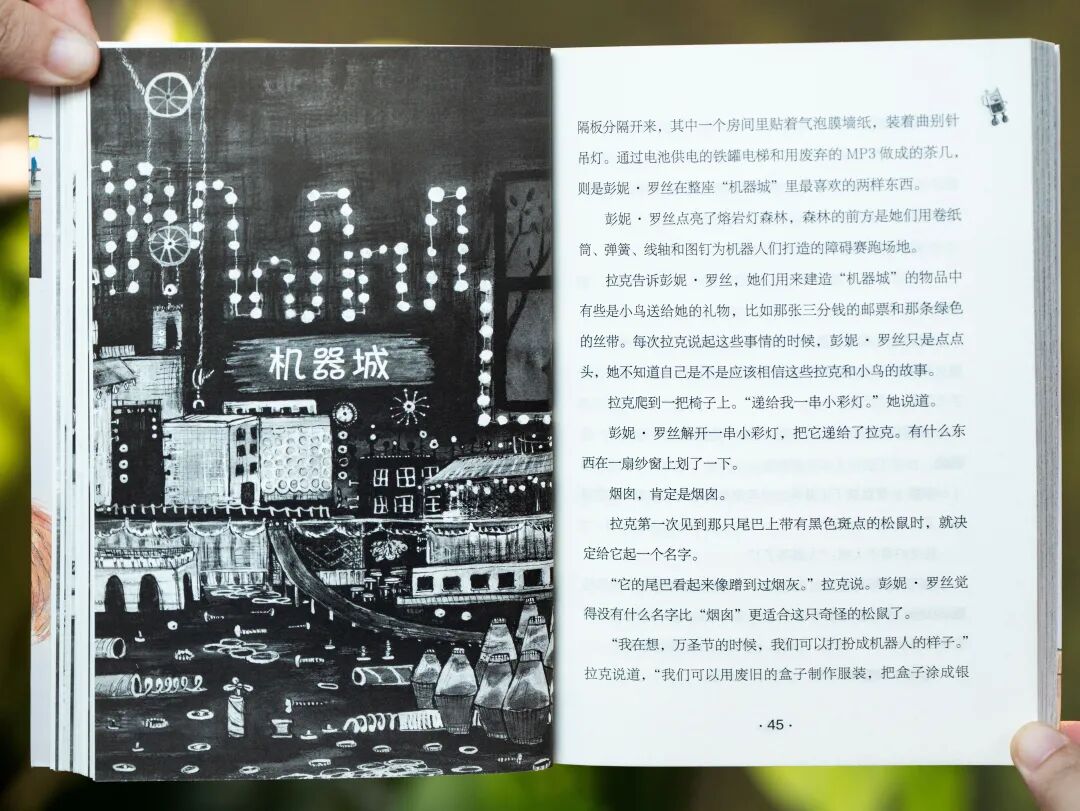 机器城
隔板分隔开来，其中一个房间里贴着气泡膜墙纸，装着曲别针
吊灯。通过电池供电的铁罐电梯和用废弃的 MP3 做成的茶几，
则是彭妮·罗丝在整座“机器城”里最喜欢的两样东西。
彭妮·罗丝点亮了熔岩灯森林，森林的前方是她们用卷纸
筒、弹簧、线轴和图钉为机器人们打造的障碍赛跑场地。
拉克告诉彭妮·罗丝，她们用来建造“机器城”的物品中
有些是小鸟送给她的礼物，比如那张三分钱的邮票和那条绿色
的丝带。每次拉克说起这些事情的时候，彭妮·罗丝只是点点
头，她不知道自己是不是应该相信这些拉克和小鸟的故事。
拉克爬到一把椅子上。“递给我一串小彩灯。”她说道。
彭妮·罗丝解开一串小彩灯，把它递给了拉克。有什么东
西在一扇纱窗上划了一下。
烟囱，肯定是烟囱。
拉克第一次见到那只尾巴上带有黑色斑点的松鼠时，就决
定给它起一个名字。
“它的尾巴看起来像蹭到过烟灰。”拉克说。彭妮·罗丝觉
得没有什么名字比“烟囱”更适合这只奇怪的松鼠了。
“我在想，万圣节的时候，我们可以打扮成机器人的样子。”
拉克说道，“我们可以用废旧的盒子制作服装，把盒子涂成银
·45·